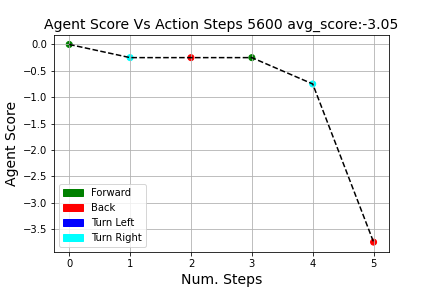 Agent Score Vs Action Steps 5600 avg_score:-3.05
Agent Score
0.0
−0.5
−1.0
−1.5
−2.0
−2.5
−3.0
−3.5
Forward
Back
Turn Left
Turn Right
0 1 2 3 4 5
Num. Steps